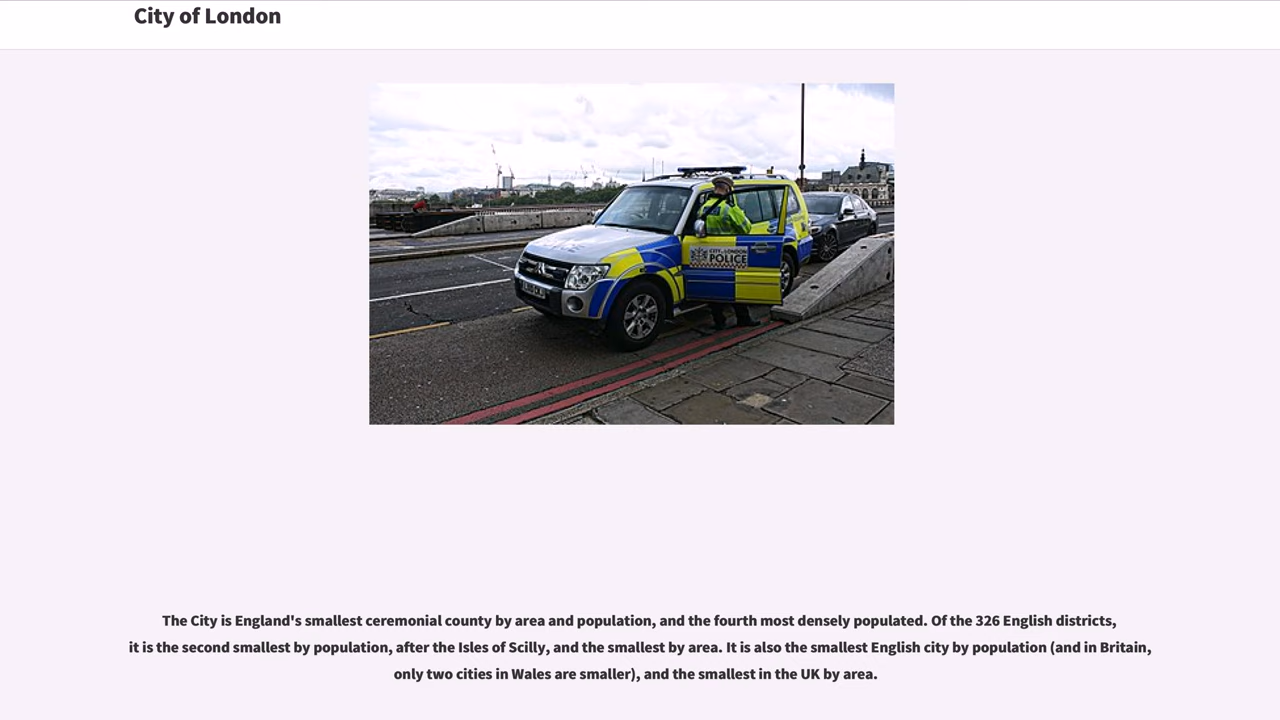 City of London
CITY of LONDON
POLICE
The City is England's smallest ceremonial county by area and population, and the fourth most densely populated. Of the 326 English districts,
it is the second smallest by population, after the Isles of Scilly, and the smallest by area. It is also the smallest English city by population (and in Britain,
only two cities in Wales are smaller), and the smallest in the UK by area.